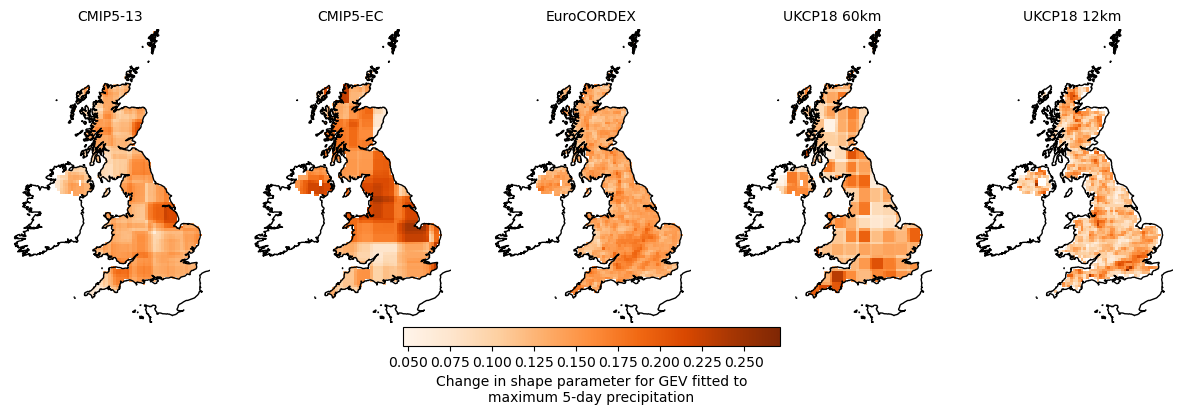 CMIP5-13
CMIP5-EC
EuroCORDEX
UKCP18 60km
UKCP18 12km
0.050 0.075 0.100 0.125 0.150 0.175 0.200 0.225 0.250
Change in shape parameter for GEV fitted to
maximum 5-day precipitation